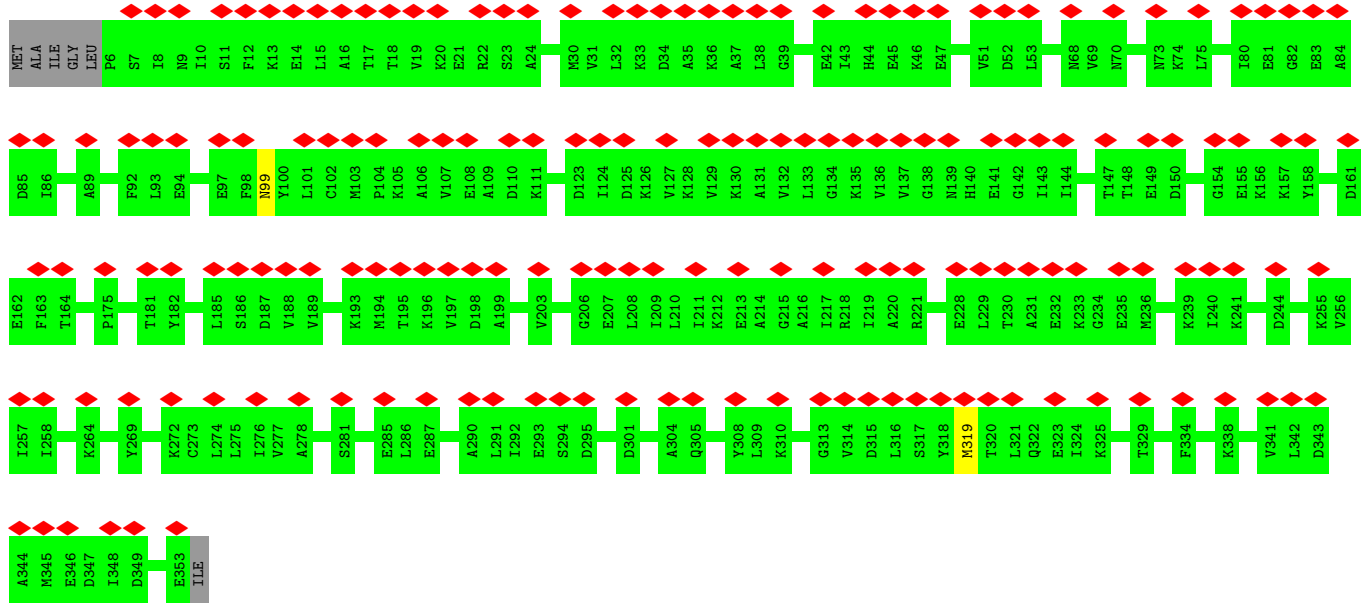 MET ALA ILE GLY LEU P6 S7 I8 N9 I10 S11 F12 K13 E14 L15 A16 T17 T18 V19 K20 E21 R22 S23 A24 M30 V31 L32 K33 D34 A35 K36 A37 L38 G39 E42 I43 H44 E45 K46 E47 V51 D52 L53 N68 V69 N70 N73 K74 L75 I80 E81 G82 E83 A84
D85 I86 A89 F92 L93 E94 E97 F98 N99 Y100 L101 C102 M103 P104 K105 A106 V107 E108 A109 D110 K111 D123 I124 D125 K126 V127 K128 V129 K130 A131 V132 L133 G134 K135 V136 V137 G138 N139 H140 E141 G142 I143 I144 T147 T148 E149 D150 G154 E155 K156 K157 Y158 D161
E162 F163 T164 P175 T181 Y182 L185 S186 D187 V188 V189 K193 M194 T195 K196 V197 D198 A199 V203 G206 E207 L208 I209 L210 I211 K212 E213 A214 G215 A216 I217 R218 I219 A220 R221 E228 L229 T230 A231 E232 K233 G234 E235 M236 K239 I240 K241 D244 K255 V256
I257 I258 K264 Y269 K272 C273 L274 L275 I276 V277 A278 S281 E285 L286 E287 A290 L291 I292 E293 S294 D295 D301 A304 Q305 Y308 L309 K310 G313 V314 D315 L316 S317 Y318 M319 T320 L321 Q322 E323 I324 K325 T329 F334 K338 V341 L342 D343
A344 M345 E346 D347 I348 D349 E353 ILE